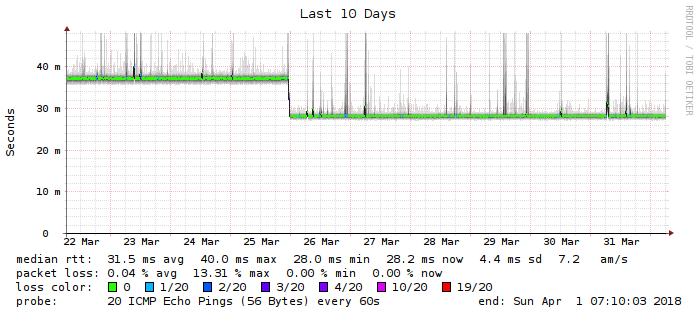 Last 10 Days
RRDTOOL / TOBI OETIKER
Seconds
40 m
30 m
20 m
10 m
0
22 Mar 23 Mar 24 Mar 25 Mar 26 Mar 27 Mar 28 Mar 29 Mar 30 Mar 31 Mar
median rtt: 31.5 ms avg 40.0 ms max 28.0 ms min 28.2 ms now 4.4 ms sd 7.2 am/s
packet loss: 0.04 % avg 13.31 % max 0.00 % min 0.00 % now
loss color: 0 1/20 2/20 3/20 4/20 10/20 19/20
probe: 20 ICMP Echo Pings (56 Bytes) every 60s end: Sun Apr 1 07:10:03 2018